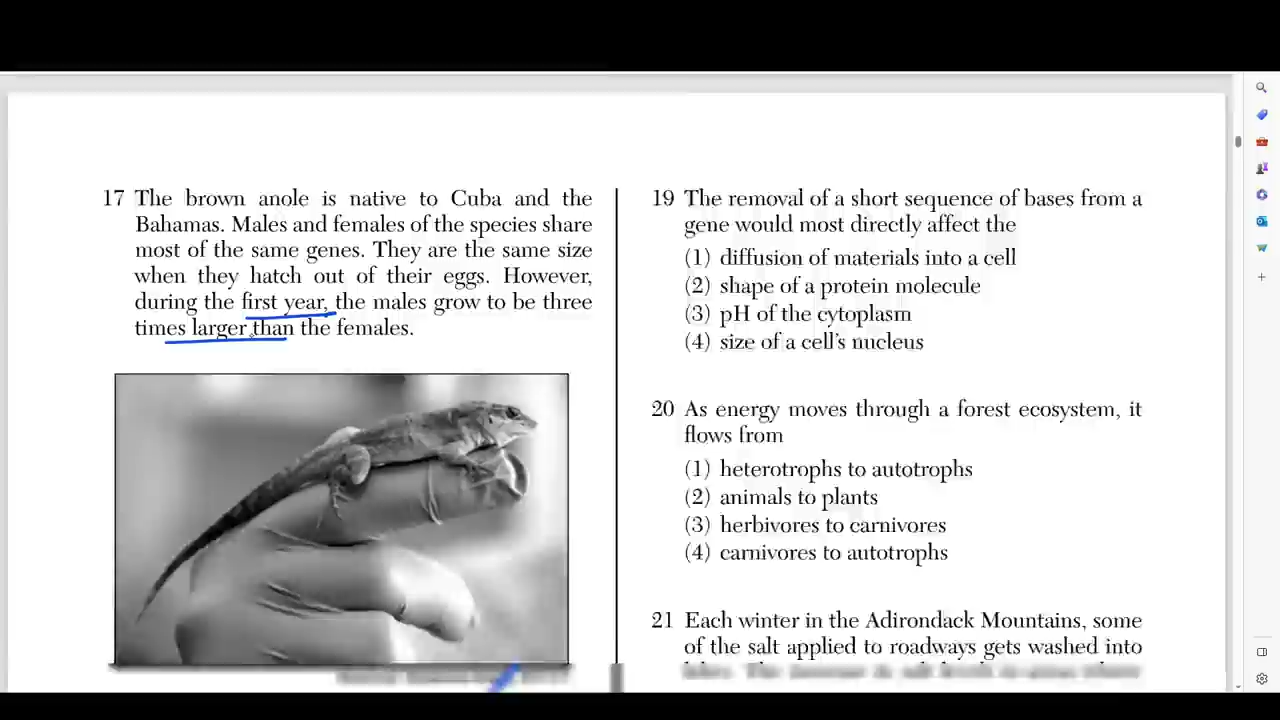 17 The brown anole is native to Cuba and the
Bahamas. Males and females of the species share
most of the same genes. They are the same size
when they hatch out of their eggs. However,
during the first year, the males grow to be three
times larger than the females.
19 The removal of a short sequence of bases from a
gene would most directly affect the
(1) diffusion of materials into a cell
(2) shape of a protein molecule
(3) pH of the cytoplasm
(4) size of a cell's nucleus
20 As energy moves through a forest ecosystem, it
flows from
(1) heterotrophs to autotrophs
(2) animals to plants
(3) herbivores to carnivores
(4) carnivores to autotrophs
21 Each winter in the Adirondack Mountains, some
of the salt applied to roadways gets washed into